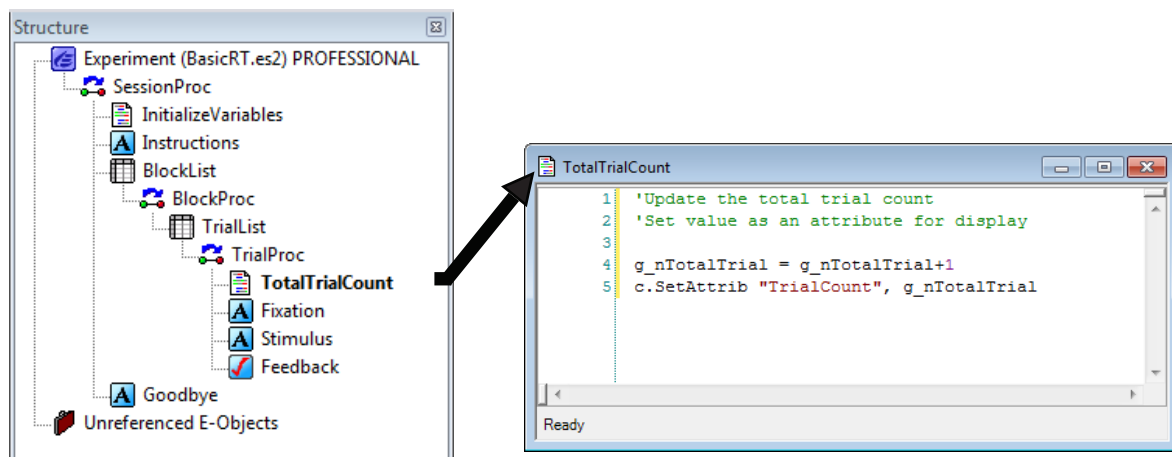 Structure
Experiment (BasicRT.es2) PROFESSIONAL
SessionProc
InitializeVariables
A Instructions
BlockList
BlockProc
TrialList
TrialProc
TotalTrialCount
A Fixation
A Stimulus
Feedback
A Goodbye
Unreferenced E-Objects
TotalTrialCount
1 'Update the total trial count
2 'Set value as an attribute for display
3
4 g_nTotalTrial = g_nTotalTrial+1
5 c.SetAttrib "TrialCount", g_nTotalTrial
Ready